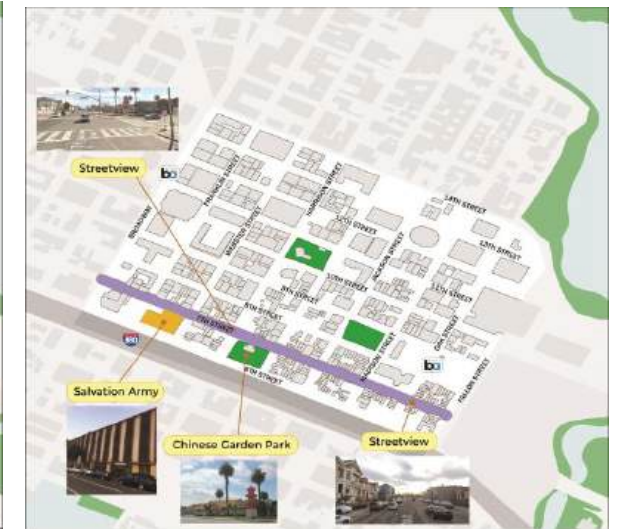 Streetview
ba
FRANKLIN STREET
HARRISON STREET
14TH STREET
BROADWAY
WEBSTER STREET
12TH STREET
13TH STREET
JACKSON STREET
10TH STREET
11TH STREET
9TH STREET
8TH STREET
OAK STREET
7TH STREET
MADISON STREET
ba
FALLON STREET
6TH STREET
Salvation Army
Chinese Garden Park
Streetview